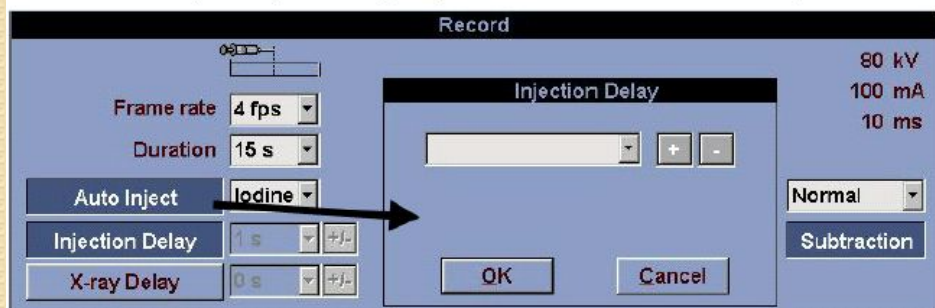 Record
80 kV
Injection Delay
100 mA
Frame rate 4 fps
10 ms
Duration 15 s
+ -
Auto Inject Iodine
Normal
Injection Delay 1 s +/-
Subtraction
X-ray Delay 0 s +/-
OK Cancel